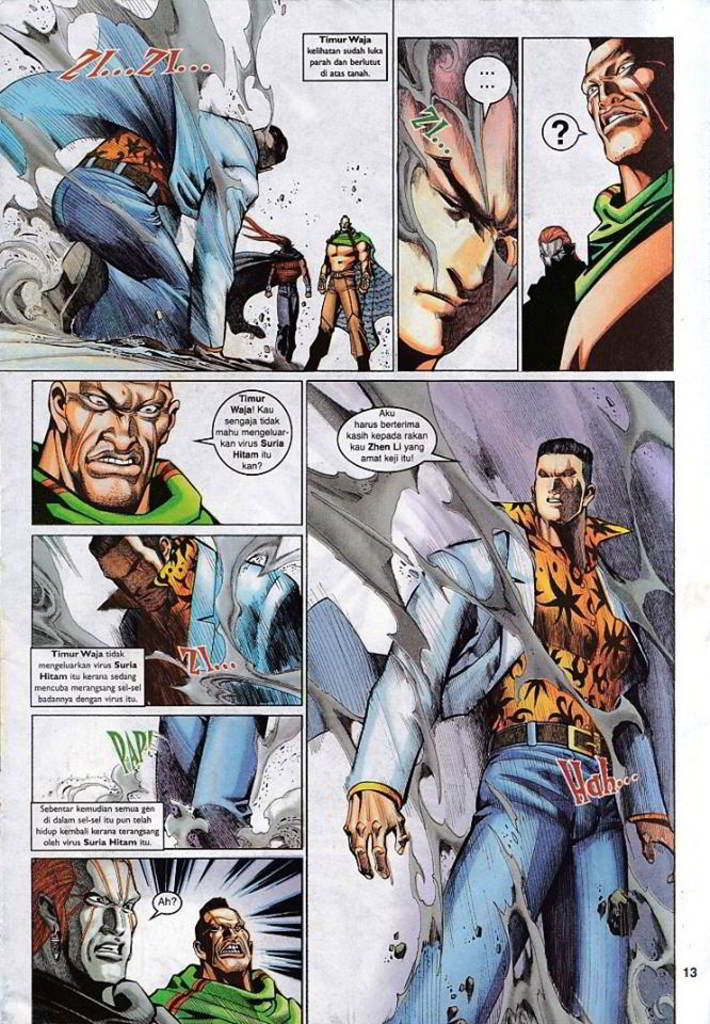 ZI...ZI...
Timur Waja
kelihatan sudah luka
parah dan berlutut
di atas tanah.
ZI...
...
...
?
Timur
Waja! Kau
sengaja tidak
mahu mengeluar-
kan virus Suria
Hitam itu
kan?
Aku
harus berterima
kasih kepada rakan
kau Zhen Li yang
amat keji itu!
Timur Waja tidak
mengeluarkan virus Suria
Hitam itu kerana sedang
mencuba merangsang sel-sel
badannya dengan virus itu.
ZI...
PAP!
Sebentar kemudian semua gen
di dalam sel-sel itu pun telah
hidup kembali kerana terangsang
oleh virus Suria Hitam itu.
Hah...
Ah?
13